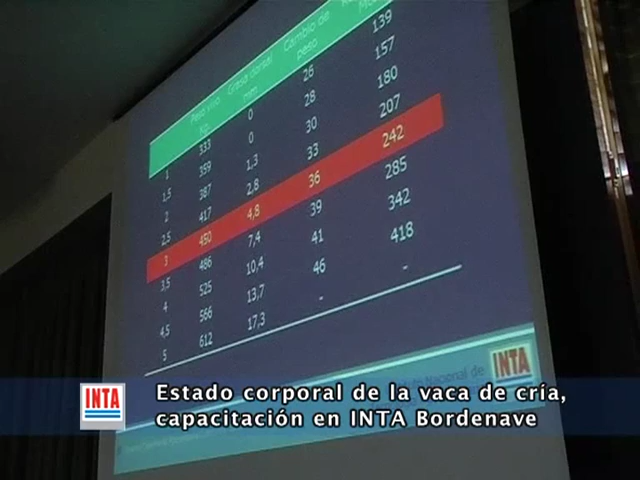 Peso vivo kg. Grasa dorsal mm Cambio de peso
1 333 0 26 139
1,5 359 0 28 157
2 387 1,3 30 180
2,5 417 2,8 33 207
3 450 4,8 36 242
3,5 486 7,4 39 285
4 525 10,4 41 342
4,5 566 13,7 46 418
5 612 17,3 - -
Nacional de
INTA
INTA
Estado corporal de la vaca de cría,
capacitación en INTA Bordenave